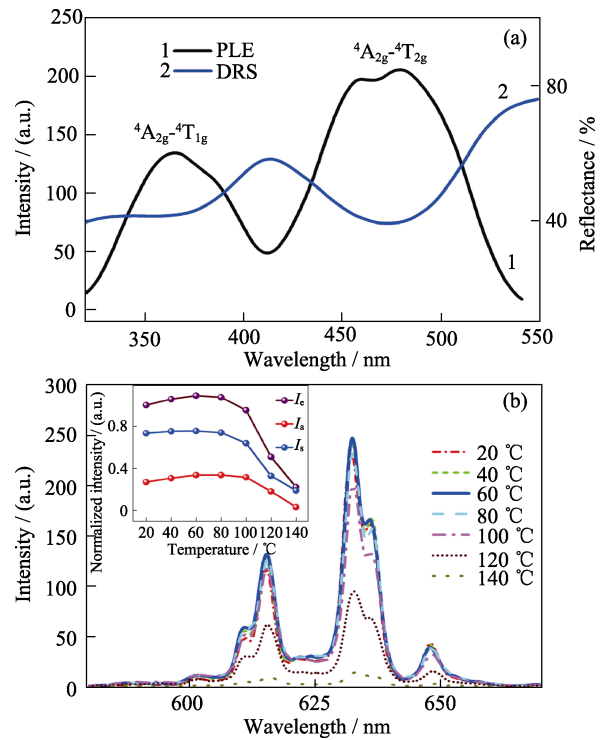 250
200
150
100
50
0
Intensity / (a.u.)
1 PLE
2 DRS
⁴A₂g-⁴T₁g
⁴A₂g-⁴T₂g
(a)
2
1
80
40
Reflectance / %
350 400 450 500 550
Wavelength / nm
300
250
200
150
100
50
0
Intensity / (a.u.)
(b)
Normalized intensity / (a.u.)
0.8
0.4
0
Iₑ
Iₐ
Iₛ
20 40 60 80 100 120 140
Temperature / ℃
20 ℃
40 ℃
60 ℃
80 ℃
100 ℃
120 ℃
140 ℃
600 625 650
Wavelength / nm